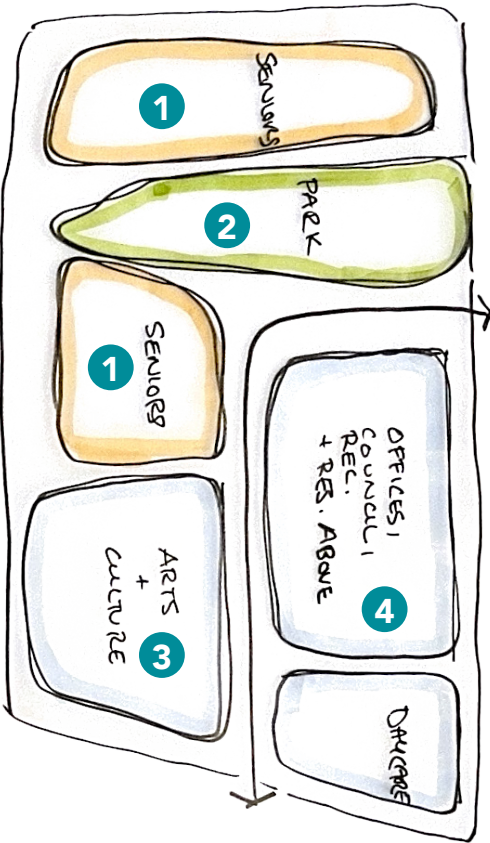 SENIORS
1
PARK
2
SENIORS
1
OFFICES,
COUNCIL,
REC.
+ RES. ABOVE
4
ARTS
+
CULTURE
3
DAYCARE